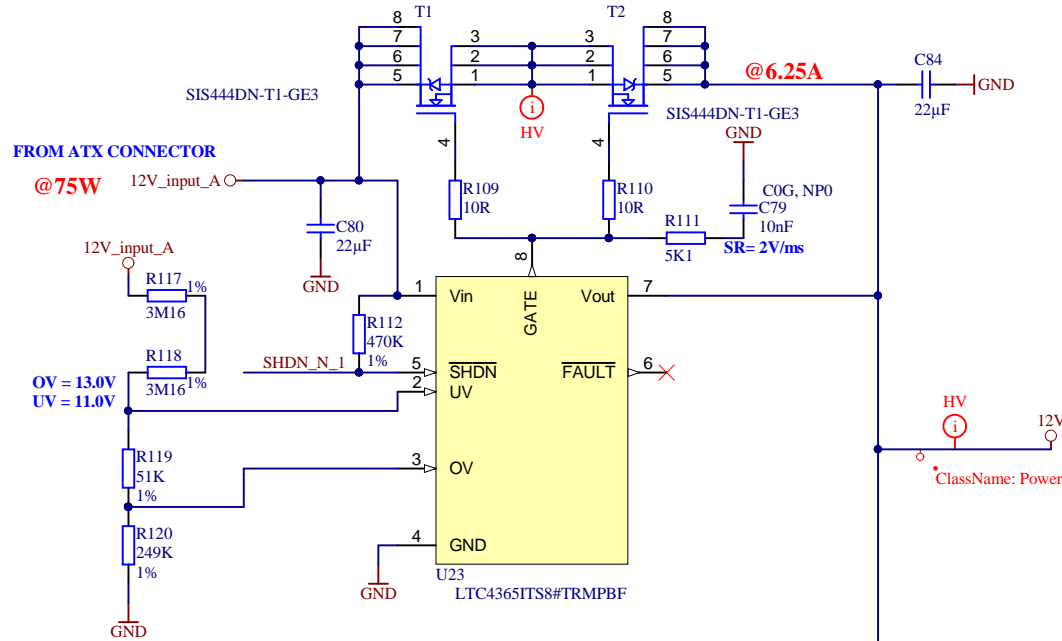 T1
T2
8
7
6
5
3
2
1
3
2
1
8
7
6
5
@6.25A
C84
22µF
GND
SIS444DN-T1-GE3
HV
SIS444DN-T1-GE3
GND
4
4
FROM ATX CONNECTOR
@75W
12V_input_A
R109
10R
R110
10R
C0G, NP0
C79
10nF
R111
5K1
SR= 2V/ms
C80
22µF
GND
12V_input_A
R117
1%
3M16
8
GATE
1
Vin
Vout
7
R112
470K
1%
SHDN_N_1
R118
3M16
1%
OV = 13.0V
UV = 11.0V
5
SHDN
2
UV
FAULT
6
HV
12V
ClassName: Power
R119
51K
1%
3
OV
R120
249K
1%
4
GND
GND
U23
LTC4365ITS8#TRMPBF
GND